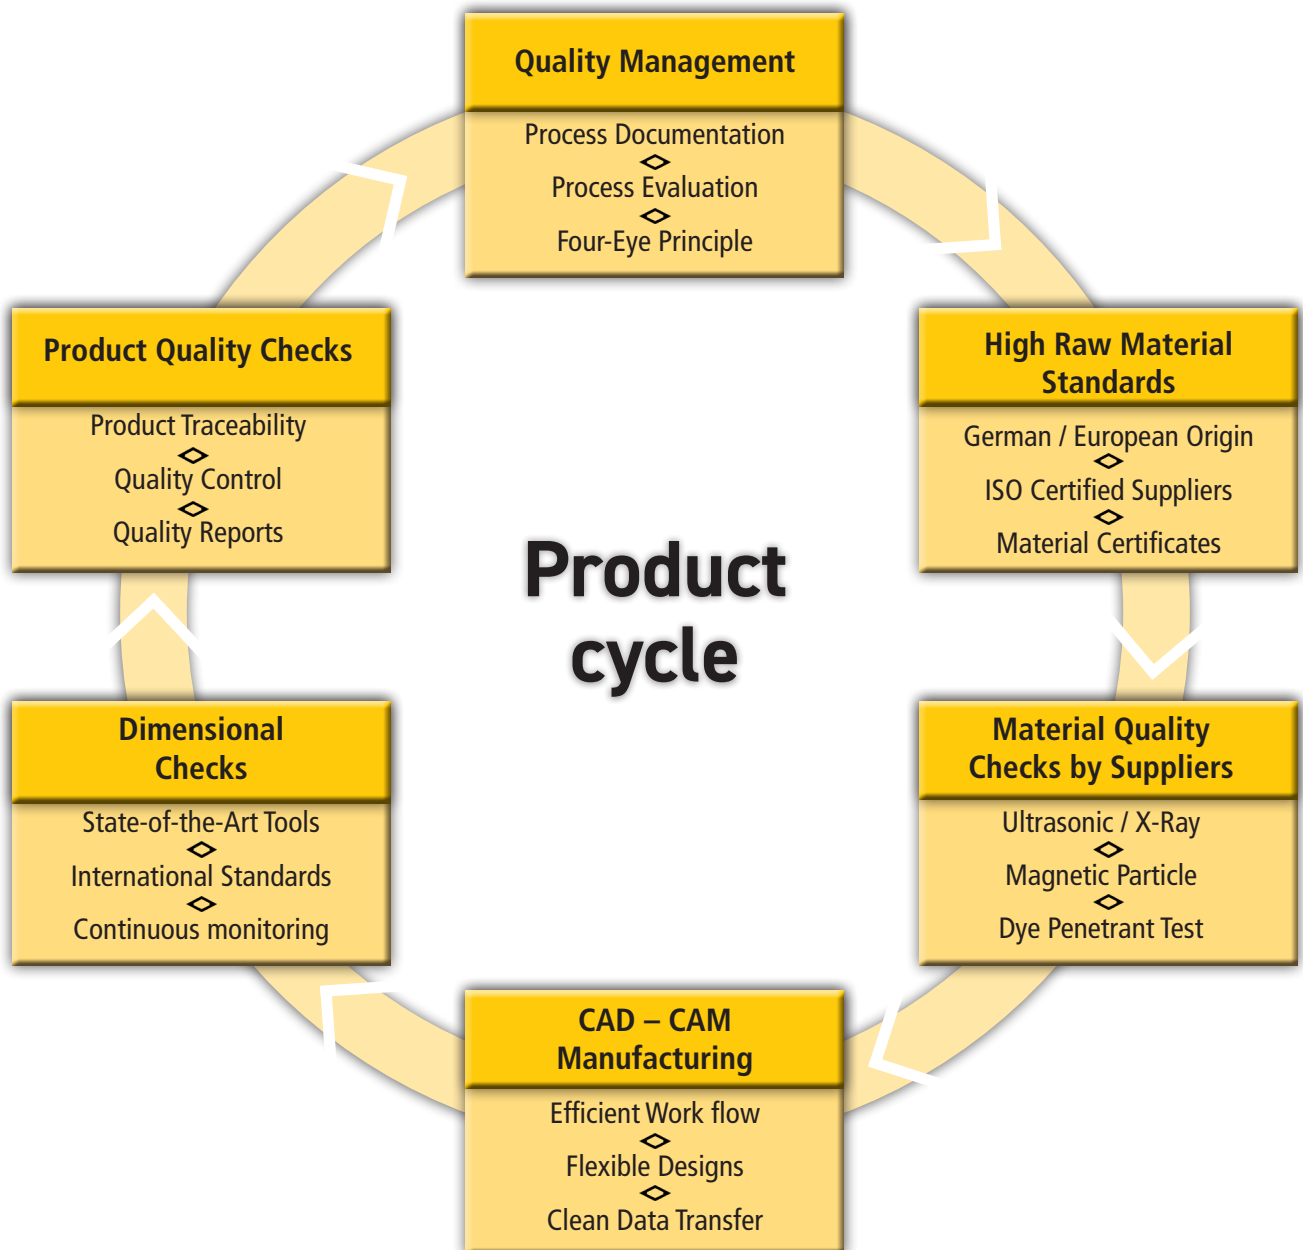 Quality Management
Process Documentation
Process Evaluation
Four-Eye Principle
High Raw Material
Standards
German / European Origin
ISO Certified Suppliers
Material Certificates
Material Quality
Checks by Suppliers
Ultrasonic / X-Ray
Magnetic Particle
Dye Penetrant Test
CAD – CAM
Manufacturing
Efficient Work flow
Flexible Designs
Clean Data Transfer
Dimensional
Checks
State-of-the-Art Tools
International Standards
Continuous monitoring
Product Quality Checks
Product Traceability
Quality Control
Quality Reports
Product
cycle